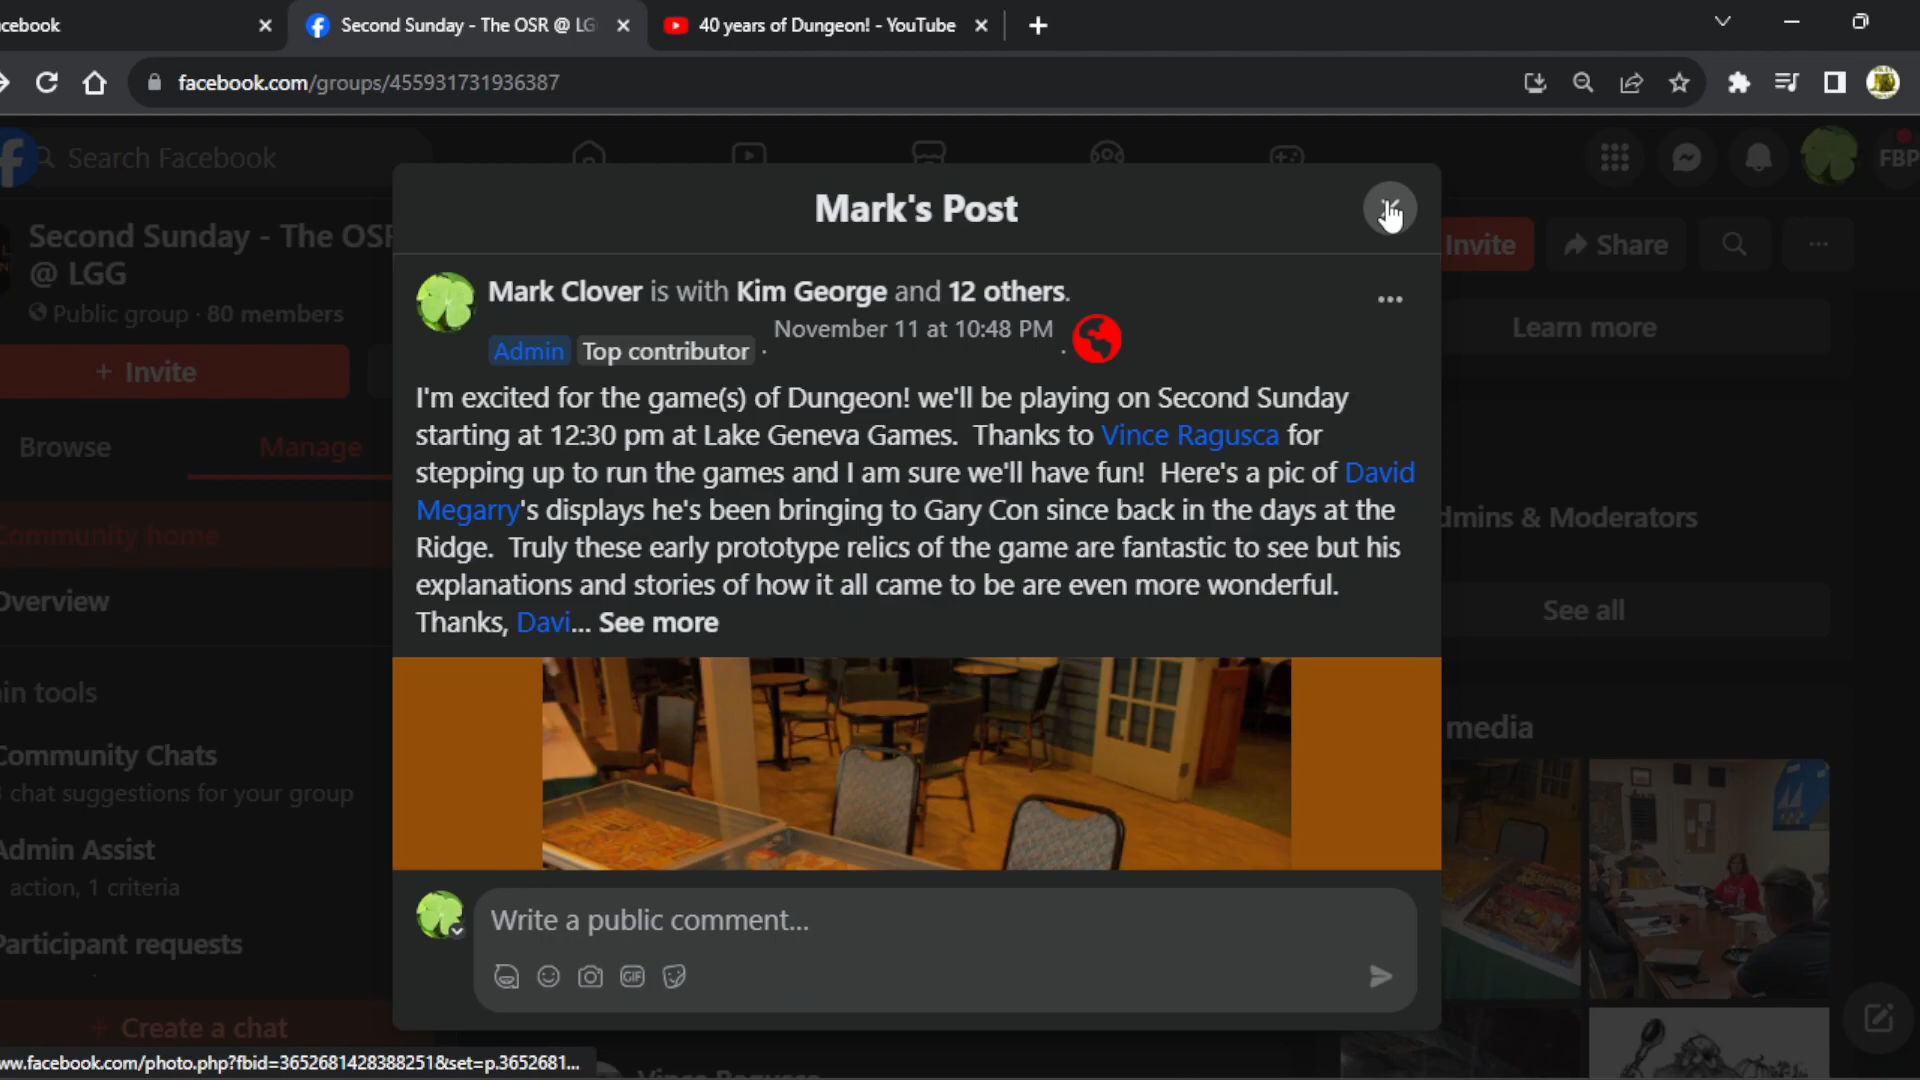 cebook
Second Sunday - The OSR @ LG
40 years of Dungeon! - YouTube
facebook.com/groups/455931731936387
Search Facebook
FBP
Second Sunday - The OSR
@ LGG
Public group · 80 members
+ Invite
Browse
Manage
Community home
Overview
in tools
Community Chats
chat suggestions for your group
Admin Assist
action, 1 criteria
Participant requests
+ Create a chat
ww.facebook.com/photo.php?fbid=3652681428388251&set=p.3652681...
Mark's Post
Mark Clover is with Kim George and 12 others.
Admin Top contributor · November 11 at 10:48 PM ·
I'm excited for the game(s) of Dungeon! we'll be playing on Second Sunday
starting at 12:30 pm at Lake Geneva Games. Thanks to Vince Ragusca for
stepping up to run the games and I am sure we'll have fun! Here's a pic of David
Megarry's displays he's been bringing to Gary Con since back in the days at the
Ridge. Truly these early prototype relics of the game are fantastic to see but his
explanations and stories of how it all came to be are even more wonderful.
Thanks, Davi... See more
Write a public comment...
GIF
Vince Ragusca
Invite
Share
Learn more
dmins & Moderators
See all
media